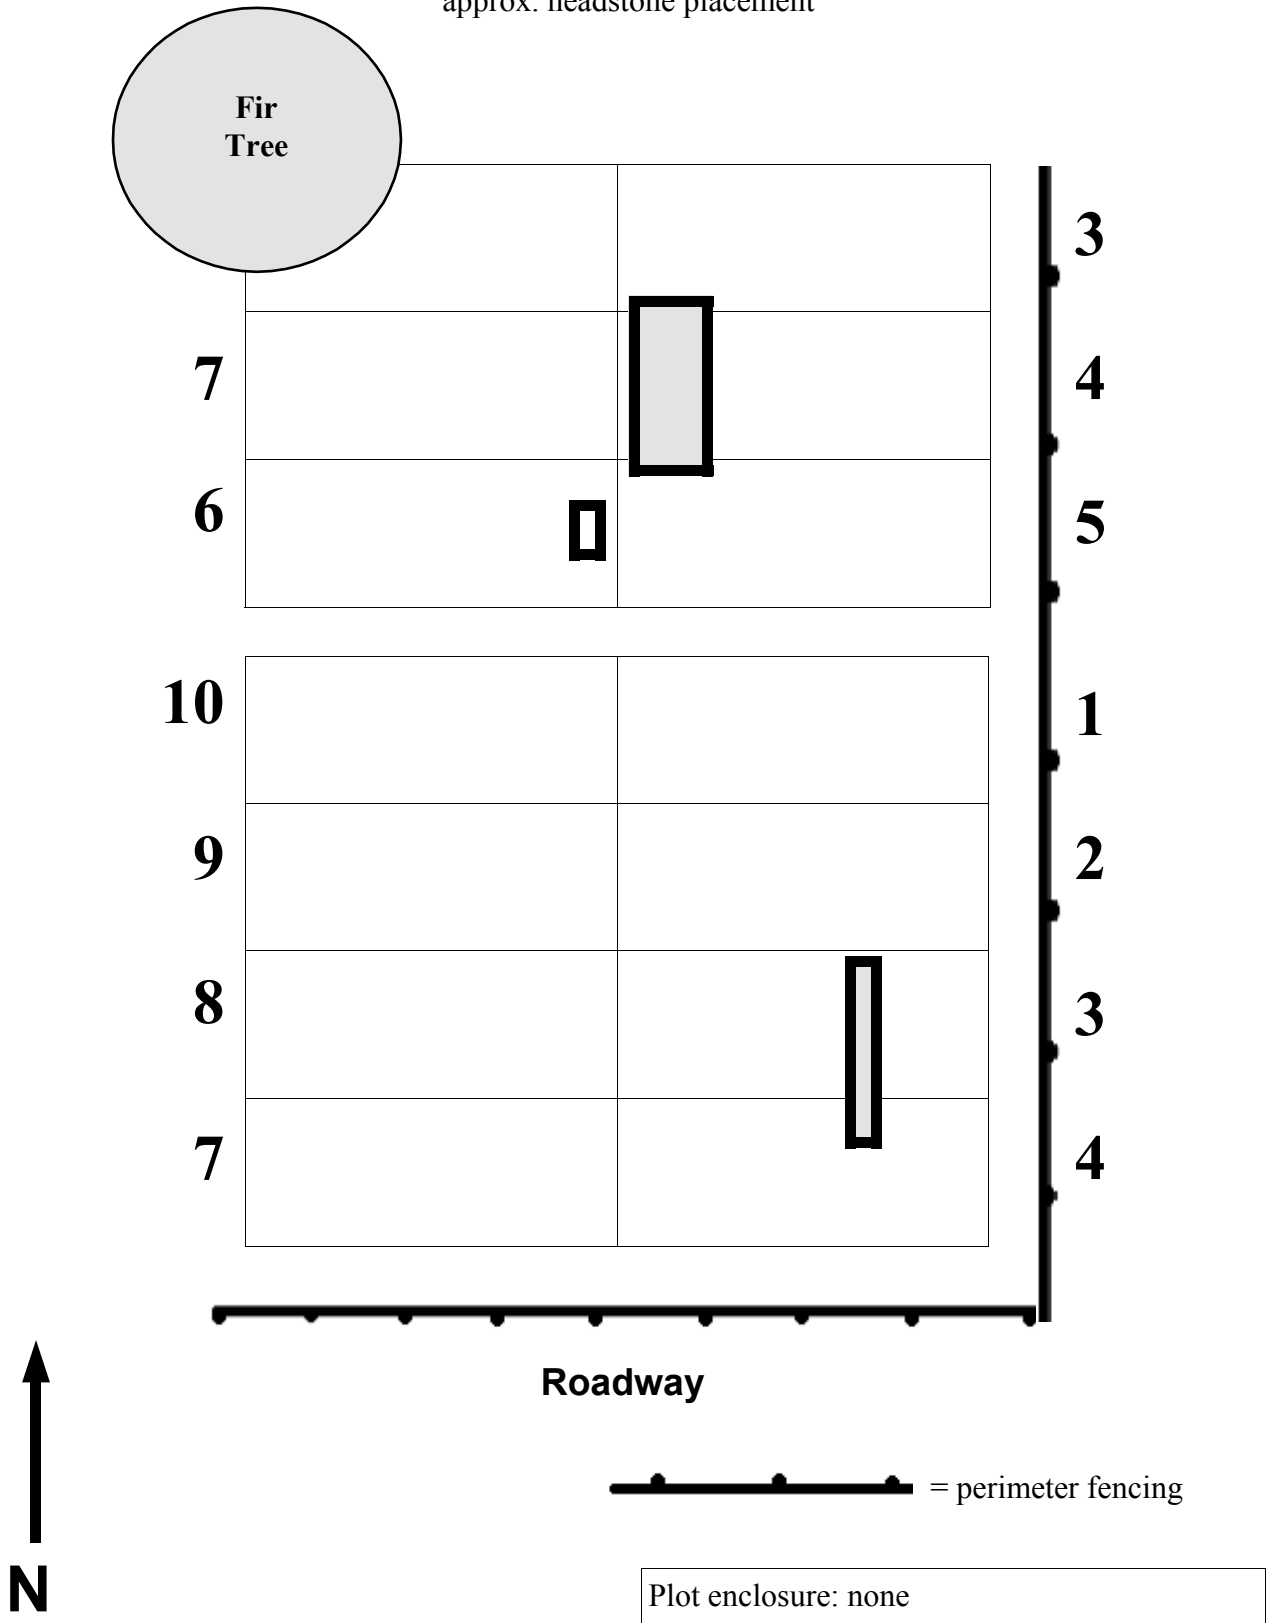 approx. headstone placement
Fir
Tree
3
7
4
6
5
10
1
9
2
8
3
7
4
Roadway
= perimeter fencing
N
Plot enclosure: none